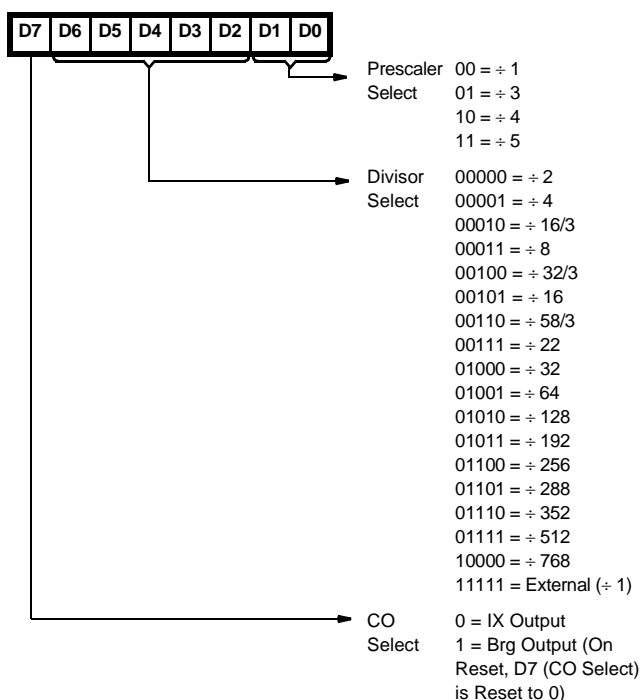 D7 D6 D5 D4 D3 D2 D1 D0
Prescaler 00 = ÷ 1
Select 01 = ÷ 3
10 = ÷ 4
11 = ÷ 5
Divisor 00000 = ÷ 2
Select 00001 = ÷ 4
00010 = ÷ 16/3
00011 = ÷ 8
00100 = ÷ 32/3
00101 = ÷ 16
00110 = ÷ 58/3
00111 = ÷ 22
01000 = ÷ 32
01001 = ÷ 64
01010 = ÷ 128
01011 = ÷ 192
01100 = ÷ 256
01101 = ÷ 288
01110 = ÷ 352
01111 = ÷ 512
10000 = ÷ 768
11111 = External (÷ 1)
CO 0 = IX Output
Select 1 = Brg Output (On
Reset, D7 (CO Select)
is Reset to 0)